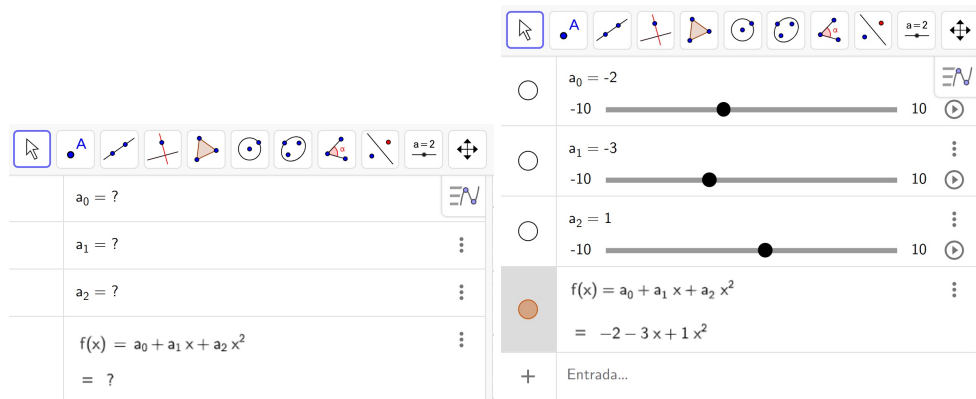 A
α
a=2
a₀ = ?
a₁ = ?
a₂ = ?
f(x) = a₀ + a₁ x + a₂ x²
= ?
A
α
a=2
a₀ = -2
-10
10
a₁ = -3
-10
10
a₂ = 1
-10
10
f(x) = a₀ + a₁ x + a₂ x²
= −2 − 3 x + 1 x²
+ Entrada...